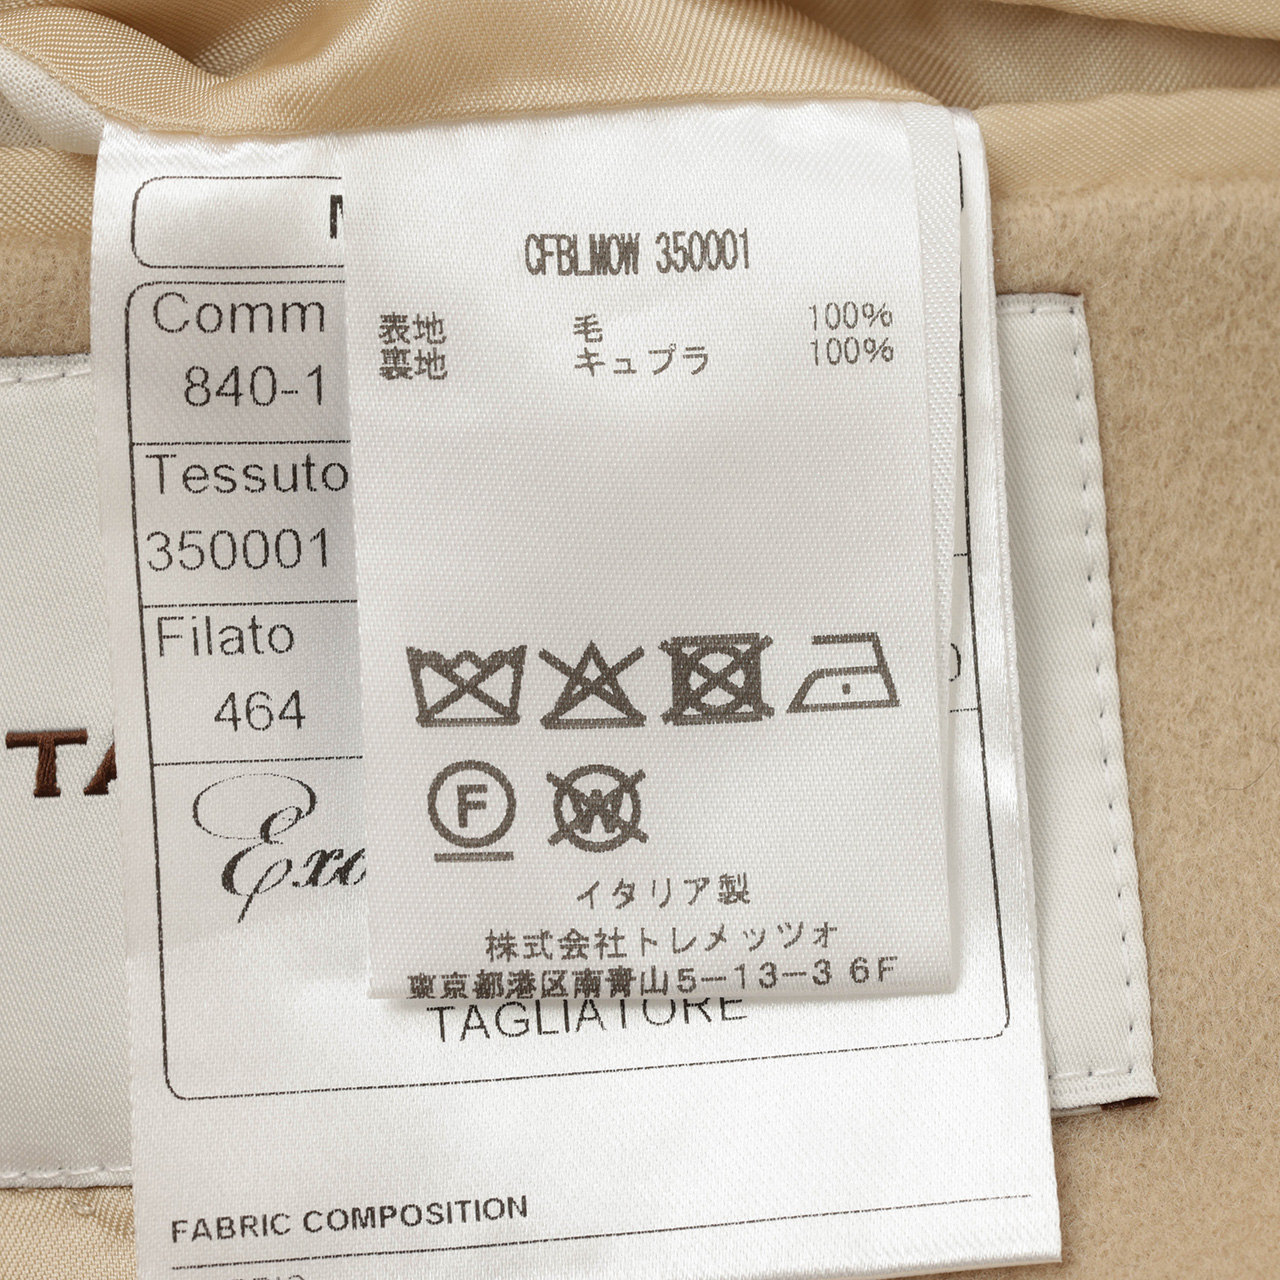 CFBLMOW 350001
表地 毛 100%
裏地 キュプラ 100%
F
W
イタリア製
株式会社トレメッツォ
東京都港区南青山5-13-3 6F
Comm
840-1
Tessuto
350001
Filato
464
TAGLIATORE
FABRIC COMPOSITION